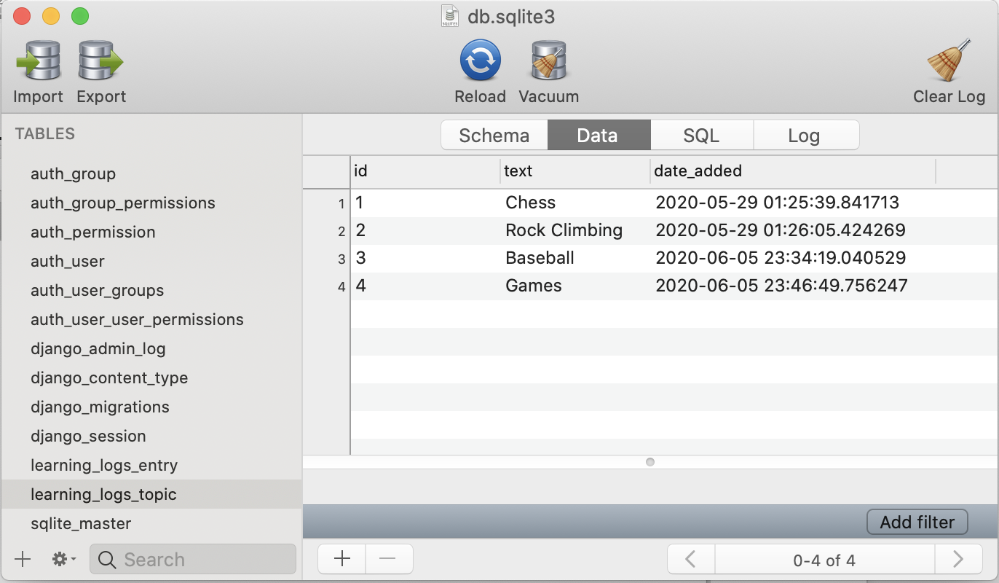 db.sqlite3
Import Export Reload Vacuum Clear Log
TABLES
auth_group
auth_group_permissions
auth_permission
auth_user
auth_user_groups
auth_user_user_permissions
django_admin_log
django_content_type
django_migrations
django_session
learning_logs_entry
learning_logs_topic
sqlite_master
Search
Schema Data SQL Log
id text date_added
1 1 Chess 2020-05-29 01:25:39.841713
2 2 Rock Climbing 2020-05-29 01:26:05.424269
3 3 Baseball 2020-06-05 23:34:19.040529
4 4 Games 2020-06-05 23:46:49.756247
Add filter
0-4 of 4